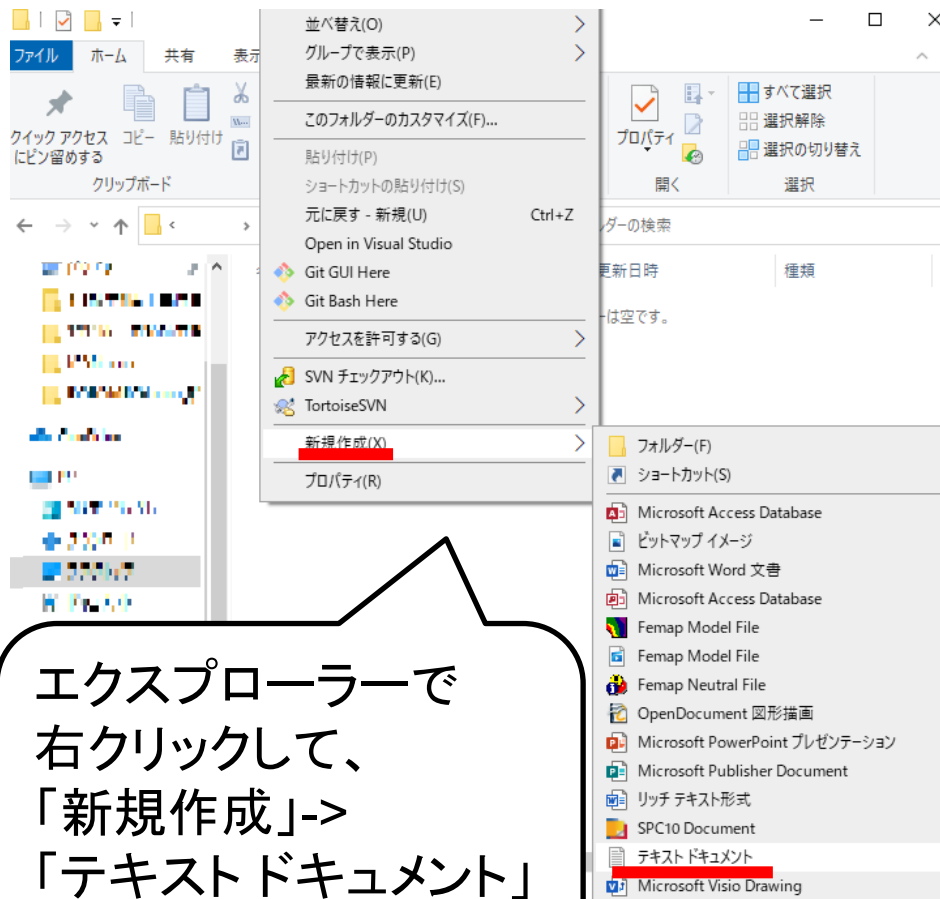 ファイル
ホーム
共有
表示
クイック アクセス
にピン留めする
コピー
貼り付け
クリップボード
並べ替え(O)
グループで表示(P)
最新の情報に更新(E)
このフォルダーのカスタマイズ(F)...
貼り付け(P)
ショートカットの貼り付け(S)
元に戻す - 新規(U) Ctrl+Z
Open in Visual Studio
Git GUI Here
Git Bash Here
アクセスを許可する(G)
SVN チェックアウト(K)...
TortoiseSVN
新規作成(X)
プロパティ(R)
プロパティ
開く
すべて選択
選択解除
選択の切り替え
選択
ダーの検索
更新日時
種類
ーは空です。
フォルダー(F)
ショートカット(S)
Microsoft Access Database
ビットマップ イメージ
Microsoft Word 文書
Microsoft Access Database
Femap Model File
Femap Model File
Femap Neutral File
OpenDocument 図形描画
Microsoft PowerPoint プレゼンテーション
Microsoft Publisher Document
リッチ テキスト形式
SPC10 Document
テキスト ドキュメント
Microsoft Visio Drawing
エクスプローラーで
右クリックして、
「新規作成」->
「テキスト ドキュメント」